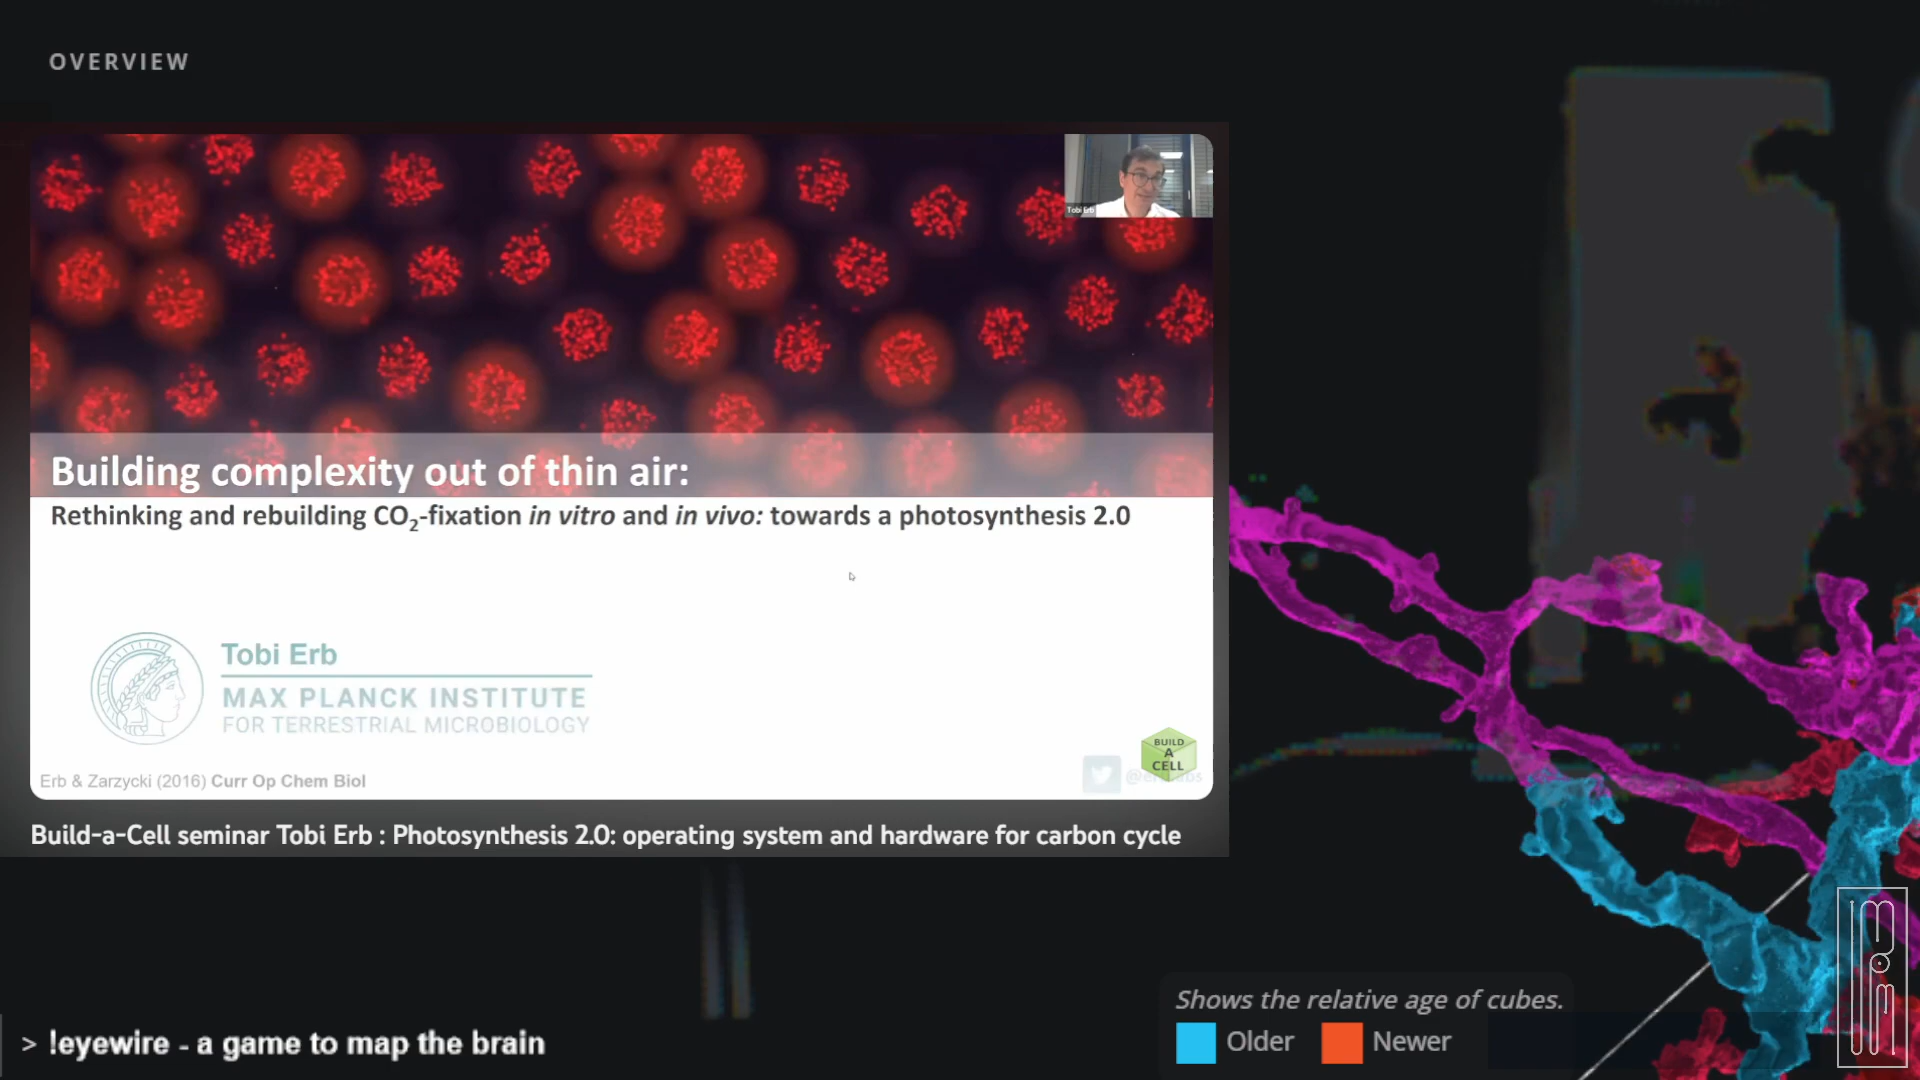 OVERVIEW
Tobi Erb
Building complexity out of thin air:
Rethinking and rebuilding CO₂-fixation in vitro and in vivo: towards a photosynthesis 2.0
Tobi Erb
MAX PLANCK INSTITUTE
FOR TERRESTRIAL MICROBIOLOGY
BUILD
A
CELL
Erb & Zarzycki (2016) Curr Op Chem Biol
Build-a-Cell seminar Tobi Erb : Photosynthesis 2.0: operating system and hardware for carbon cycle
Shows the relative age of cubes.
Older Newer
> !eyewire - a game to map the brain